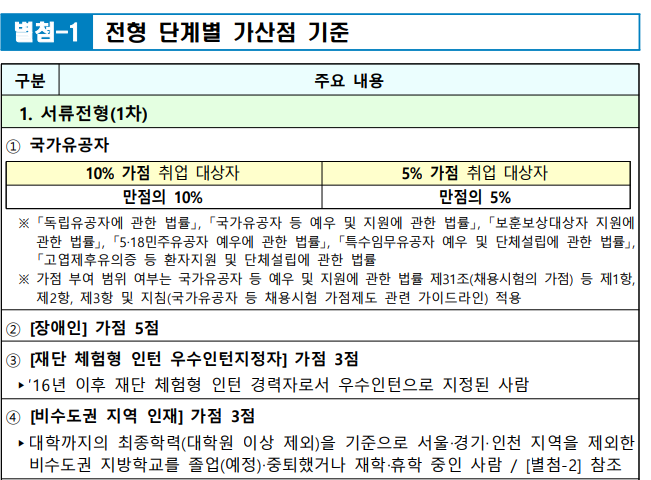 별첨-1 전형 단계별 가산점 기준
구분 주요 내용
1. 서류전형(1차)
① 국가유공자
10% 가점 취업 대상자 5% 가점 취업 대상자
만점의 10% 만점의 5%
※ 「독립유공자에 관한 법률」, 「국가유공자 등 예우 및 지원에 관한 법률」, 「보훈보상대상자 지원에
관한 법률」, 「5·18민주유공자 예우에 관한 법률」, 「특수임무유공자 예우 및 단체설립에 관한 법률」,
「고엽제후유의증 등 환자지원 및 단체설립에 관한 법률
※ 가점 부여 범위 여부는 국가유공자 등 예우 및 지원에 관한 법률 제31조(채용시험의 가점) 등 제1항,
제2항, 제3항 및 지침(국가유공자 등 채용시험 가점제도 관련 가이드라인) 적용
② [장애인] 가점 5점
③ [재단 체험형 인턴 우수인턴지정자] 가점 3점
▸'16년 이후 재단 체험형 인턴 경력자로서 우수인턴으로 지정된 사람
④ [비수도권 지역 인재] 가점 3점
▸대학까지의 최종학력(대학원 이상 제외)을 기준으로 서울·경기·인천 지역을 제외한
비수도권 지방학교를 졸업(예정)·중퇴했거나 재학·휴학 중인 사람 / [별첨-2] 참조